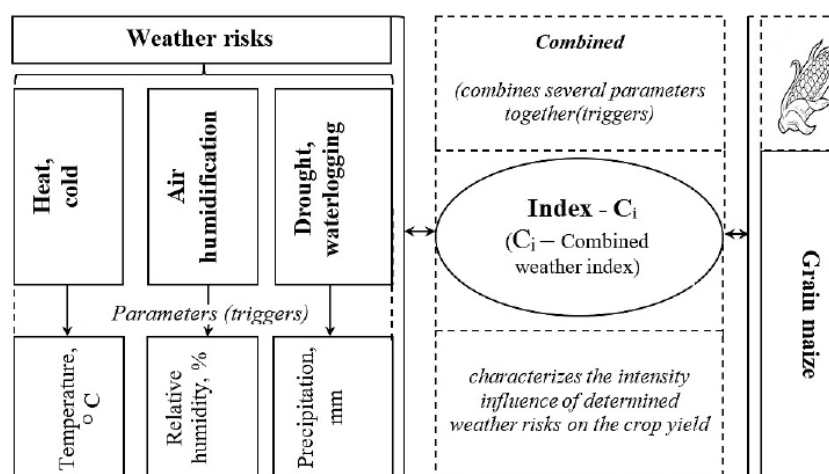 Weather risks
Heat,
cold
Air
humidification
Drought,
waterlogging
Parameters (triggers)
Temperature,
°C
Relative
humidity, %
Precipitation,
mm
Combined
(combines several parameters
together(triggers)
Index - Cᵢ
(Cᵢ – Combined
weather index)
characterizes the intensity
influence of determined
weather risks on the crop yield
Grain maize